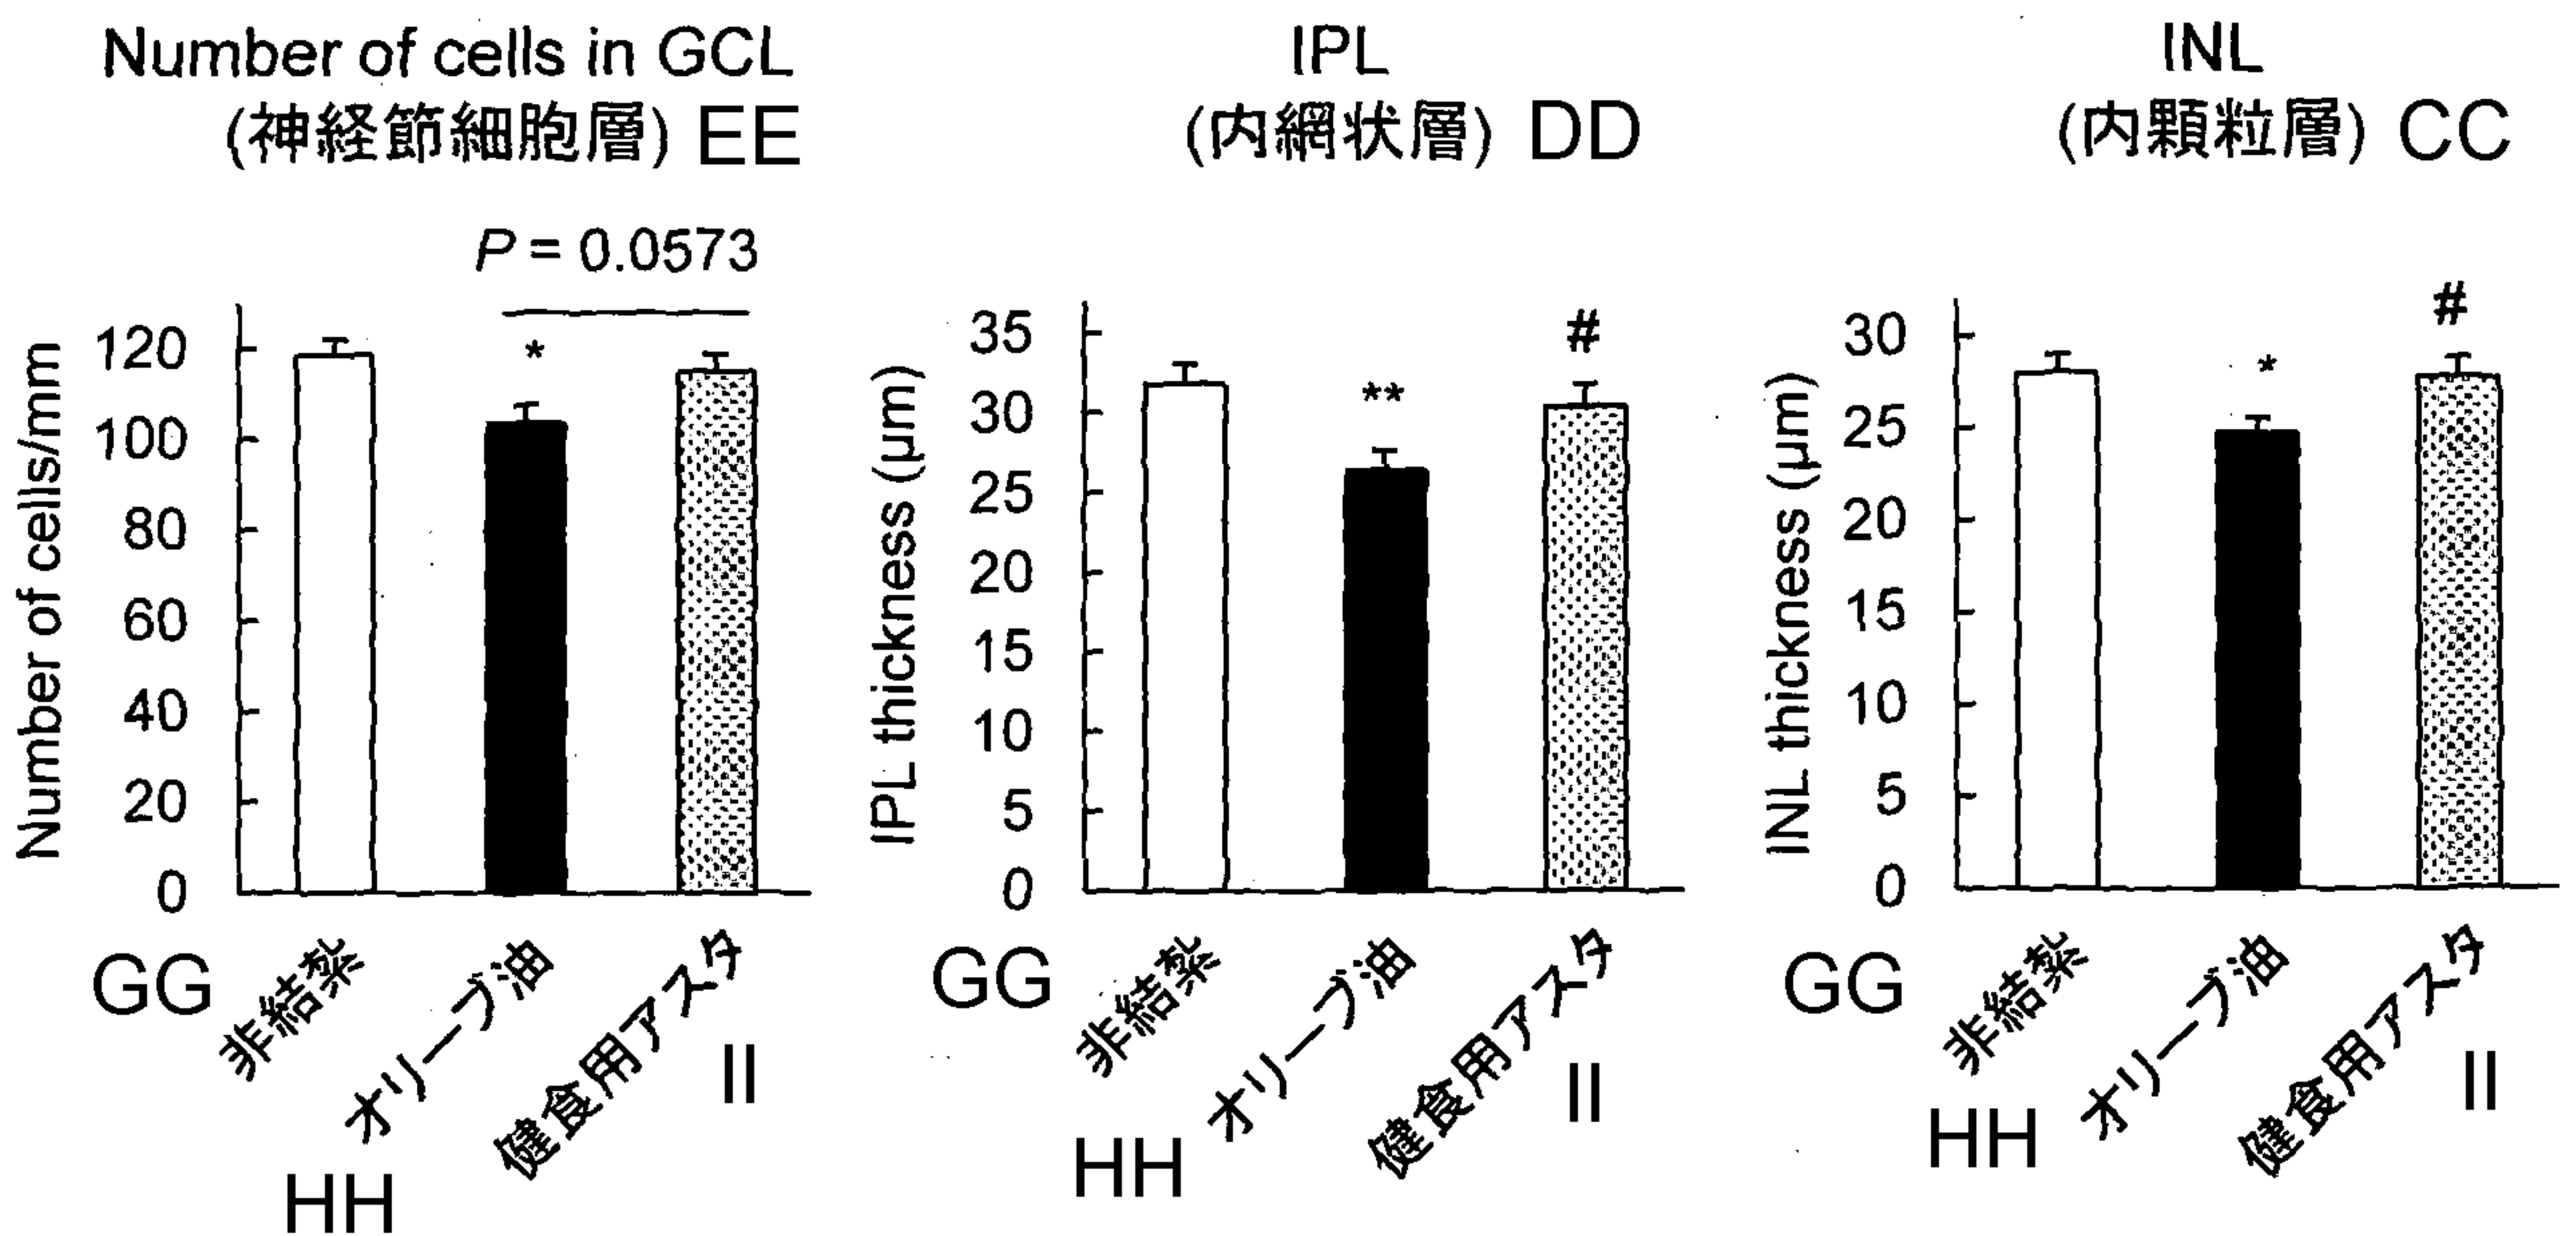 Number of cells in GCL
(神経節細胞層) EE
P = 0.0573
Number of cells/mm
120
100
80
60
40
20
0
*
GG
非結紮
オリーブ油
HH
健食用アスタ
II
IPL
(内網状層) DD
IPL thickness (μm)
35
30
25
20
15
10
5
0
**
#
GG
非結紮
オリーブ油
HH
健食用アスタ
II
INL
(内顆粒層) CC
INL thickness (μm)
30
25
20
15
10
5
0
*
#
GG
非結紮
オリーブ油
HH
健食用アスタ
II